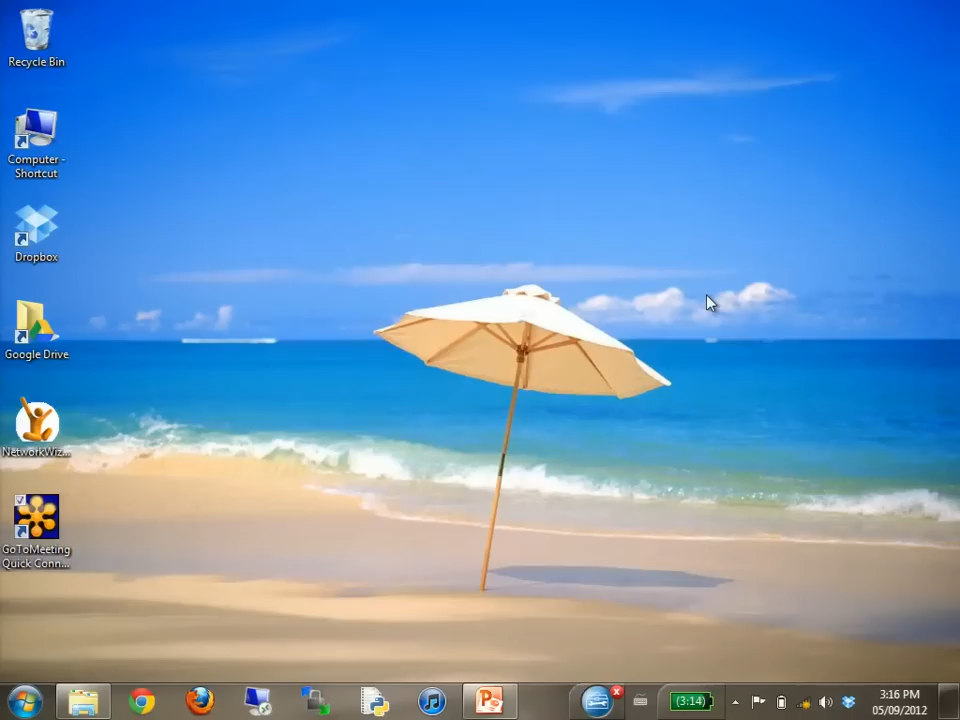 Recycle Bin
Computer -
Shortcut
Dropbox
Google Drive
NetworkWiz...
GoToMeeting
Quick Conn...
(3:14)
3:16 PM
05/09/2012